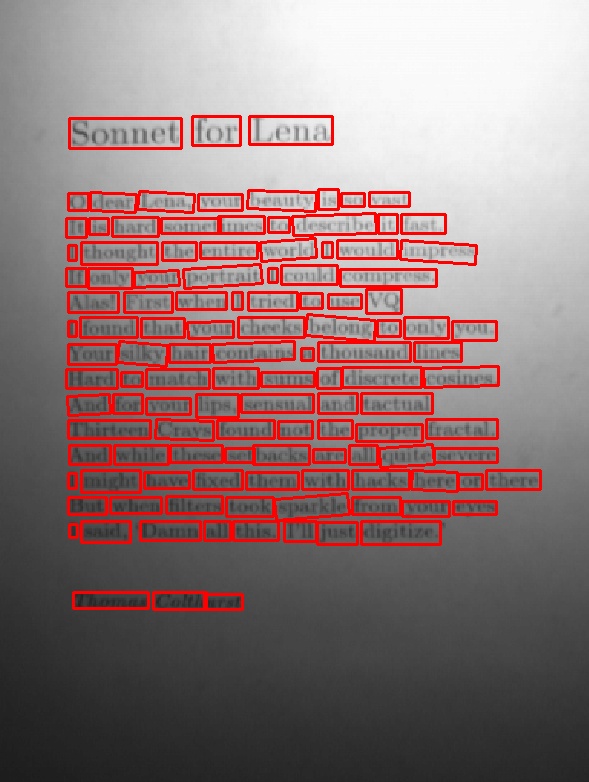 Sonnet for Lena
O dear Lena, your beauty is so vast
It is hard sometimes to describe it fast.
I thought the entire world I would impress
If only your portrait I could compress.
Alas! First when I tried to use VQ
I found that your cheeks belong to only you.
Your silky hair contains a thousand lines
Hard to match with sums of discrete cosines.
And for your lips, sensual and tactual
Thirteen Crays found not the proper fractal.
And while these setbacks are all quite severe
I might have fixed them with hacks here or there
But when filters took sparkle from your eyes
I said, 'Damn all this. I'll just digitize.'
Thomas Colthurst